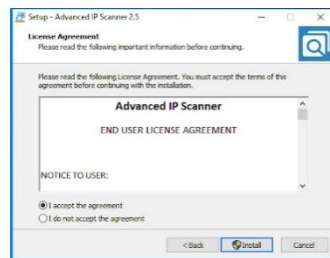 Setup - Advanced IP Scanner 2.5
License Agreement
Please read the following important information before continuing.
Please read the following License Agreement. You must accept the terms of this
agreement before continuing with the installation.
Advanced IP Scanner
END USER LICENSE AGREEMENT
NOTICE TO USER:
I accept the agreement
I do not accept the agreement
< Back
Install
Cancel